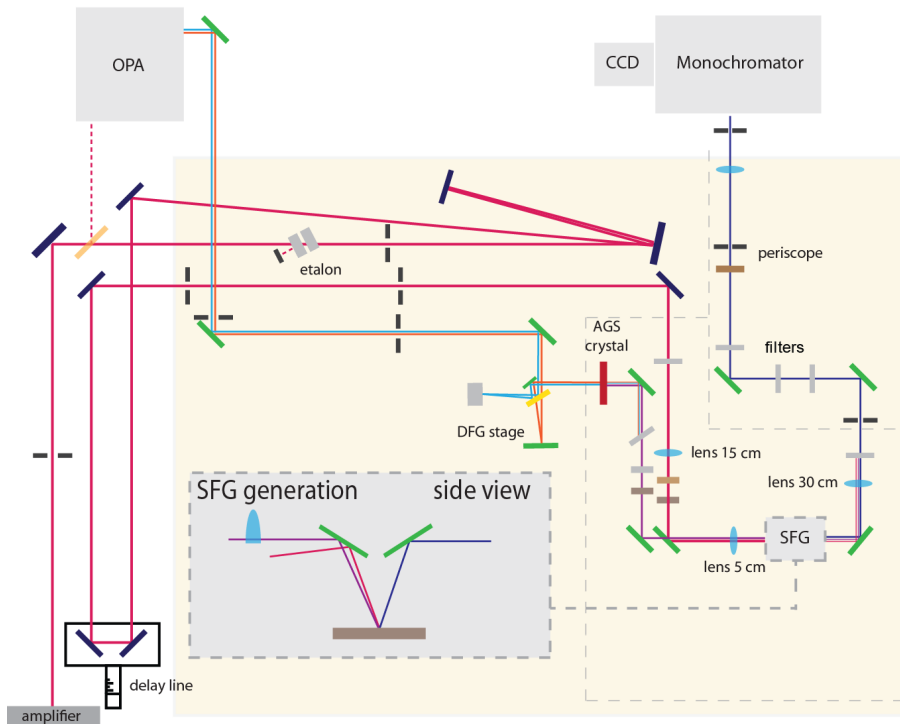 OPA
CCD
Monochromator
periscope
etalon
AGS
crystal
filters
DFG stage
lens 15 cm
lens 30 cm
SFG generation
side view
SFG
lens 5 cm
delay line
amplifier